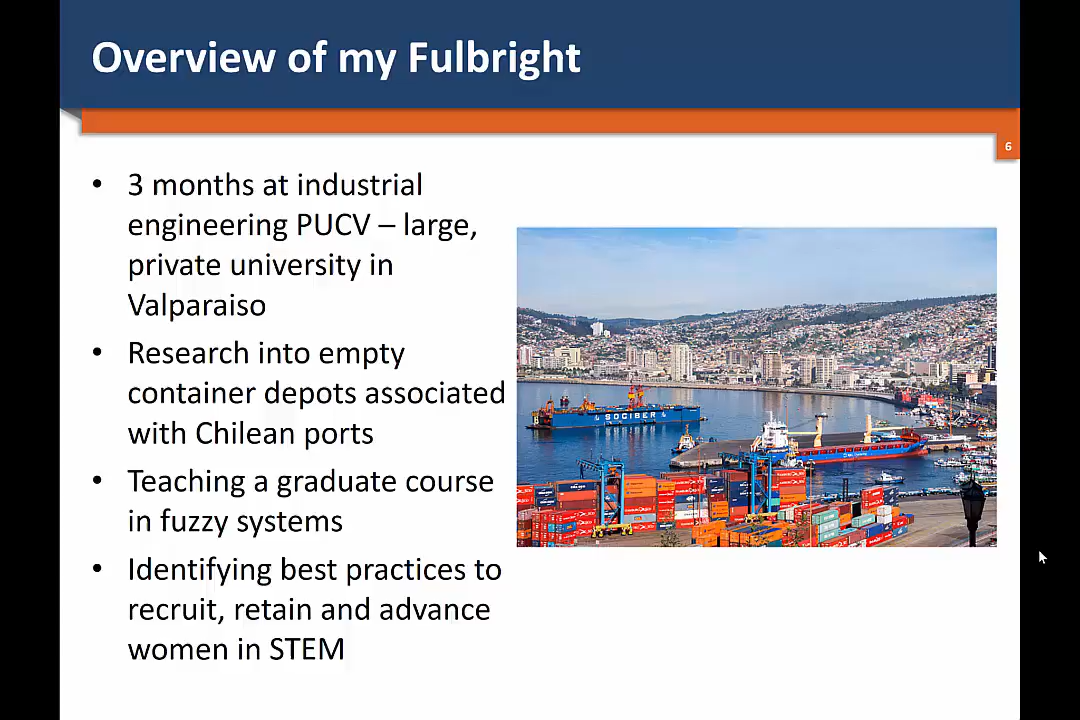 Overview of my Fulbright
6
• 3 months at industrial
engineering PUCV – large,
private university in
Valparaiso
• Research into empty
container depots associated
with Chilean ports
• Teaching a graduate course
in fuzzy systems
• Identifying best practices to
recruit, retain and advance
women in STEM
SOCIBER